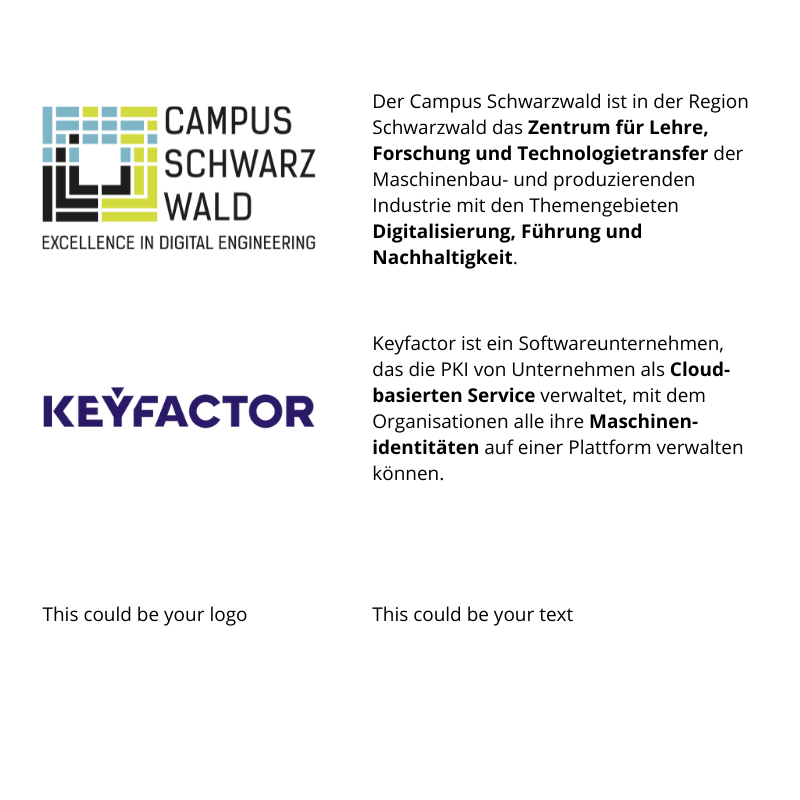 CAMPUS
SCHWARZ
WALD
EXCELLENCE IN DIGITAL ENGINEERING
Der Campus Schwarzwald ist in der Region
Schwarzwald das Zentrum für Lehre,
Forschung und Technologietransfer der
Maschinenbau- und produzierenden
Industrie mit den Themengebieten
Digitalisierung, Führung und
Nachhaltigkeit.
KEYFACTOR
Keyfactor ist ein Softwareunternehmen,
das die PKI von Unternehmen als Cloud-
basierten Service verwaltet, mit dem
Organisationen alle ihre Maschinen-
identitäten auf einer Plattform verwalten
können.
This could be your logo
This could be your text